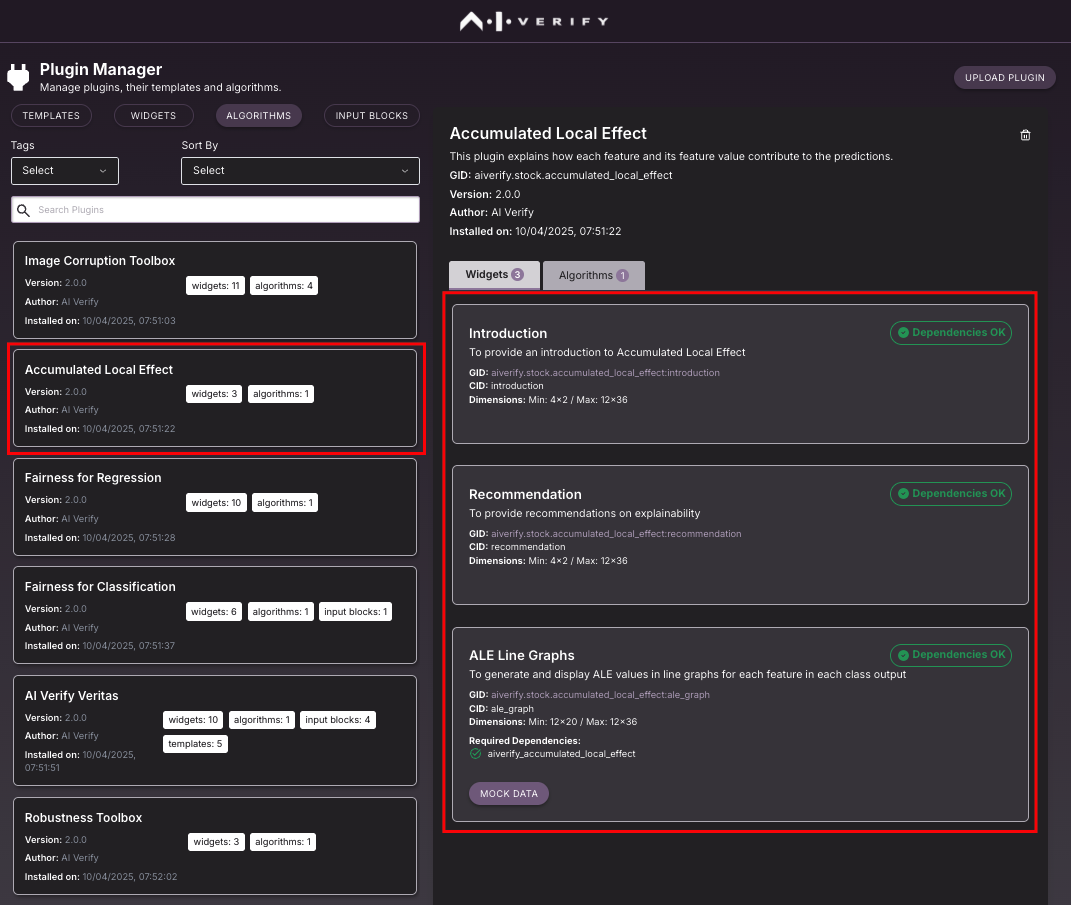 A·I·VERIFY
Plugin Manager
Manage plugins, their templates and algorithms.
UPLOAD PLUGIN
TEMPLATES
WIDGETS
ALGORITHMS
INPUT BLOCKS
Tags
Sort By
Select
Select
Search Plugins
Image Corruption Toolbox
Version: 2.0.0
widgets: 11
algorithms: 4
Author: AI Verify
Installed on: 10/04/2025, 07:51:03
Accumulated Local Effect
Version: 2.0.0
widgets: 3
algorithms: 1
Author: AI Verify
Installed on: 10/04/2025, 07:51:22
Fairness for Regression
Version: 2.0.0
widgets: 10
algorithms: 1
Author: AI Verify
Installed on: 10/04/2025, 07:51:28
Fairness for Classification
Version: 2.0.0
widgets: 6
algorithms: 1
input blocks: 1
Author: AI Verify
Installed on: 10/04/2025, 07:51:37
AI Verify Veritas
Version: 2.0.0
widgets: 10
algorithms: 1
input blocks: 4
Author: AI Verify
templates: 5
Installed on: 10/04/2025,
07:51:51
Robustness Toolbox
Version: 2.0.0
widgets: 3
algorithms: 1
Author: AI Verify
Installed on: 10/04/2025, 07:52:02
Accumulated Local Effect
This plugin explains how each feature and its feature value contribute to the predictions.
GID: aiverify.stock.accumulated_local_effect
Version: 2.0.0
Author: AI Verify
Installed on: 10/04/2025, 07:51:22
Widgets 3
Algorithms 1
Introduction
Dependencies OK
To provide an introduction to Accumulated Local Effect
GID: aiverify.stock.accumulated_local_effect:introduction
CID: introduction
Dimensions: Min: 4×2 / Max: 12×36
Recommendation
Dependencies OK
To provide recommendations on explainability
GID: aiverify.stock.accumulated_local_effect:recommendation
CID: recommendation
Dimensions: Min: 4×2 / Max: 12×36
ALE Line Graphs
Dependencies OK
To generate and display ALE values in line graphs for each feature in each class output
GID: aiverify.stock.accumulated_local_effect:ale_graph
CID: ale_graph
Dimensions: Min: 12×20 / Max: 12×36
Required Dependencies:
aiverify_accumulated_local_effect
MOCK DATA